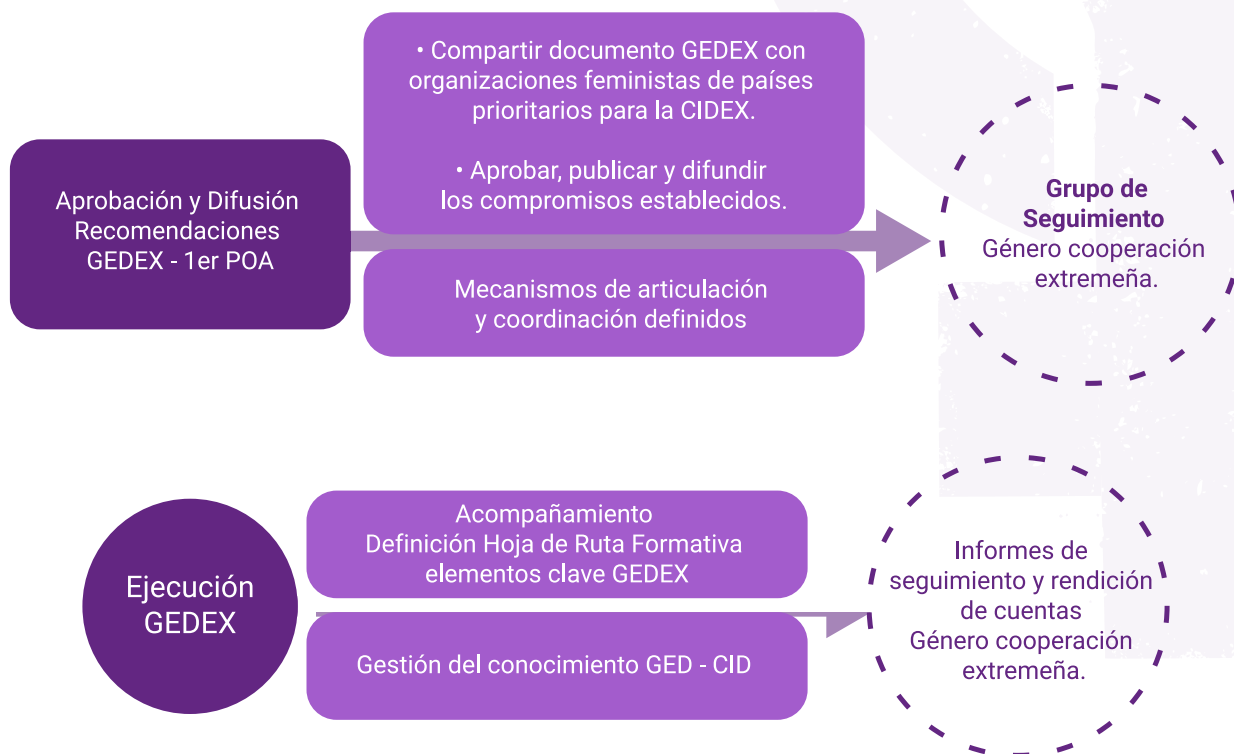 Aprobación y Difusión
Recomendaciones
GEDEX - 1er POA
• Compartir documento GEDEX con
organizaciones feministas de países
prioritarios para la CIDEX.
• Aprobar, publicar y difundir
los compromisos establecidos.
Mecanismos de articulación
y coordinación definidos
Grupo de
Seguimiento
Género cooperación
extremeña.
Ejecución
GEDEX
Acompañamiento
Definición Hoja de Ruta Formativa
elementos clave GEDEX
Gestión del conocimiento GED - CID
Informes de
seguimiento y rendición
de cuentas
Género cooperación
extremeña.